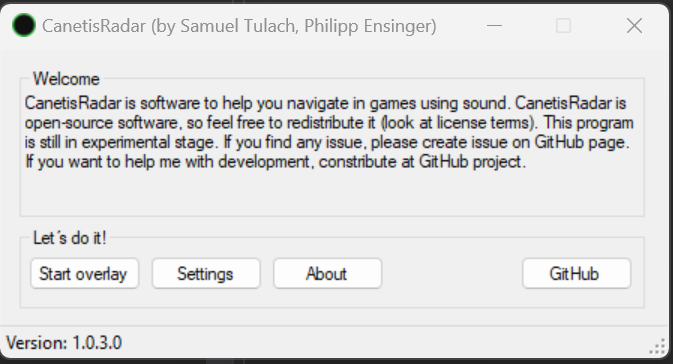 CanetisRadar (by Samuel Tulach, Philipp Ensinger)
Welcome
CanetisRadar is software to help you navigate in games using sound. CanetisRadar is
open-source software, so feel free to redistribute it (look at license terms). This program
is still in experimental stage. If you find any issue, please create issue on GitHub page.
If you want to help me with development, constribute at GitHub project.
Let´s do it!
Start overlay Settings About GitHub
Version: 1.0.3.0